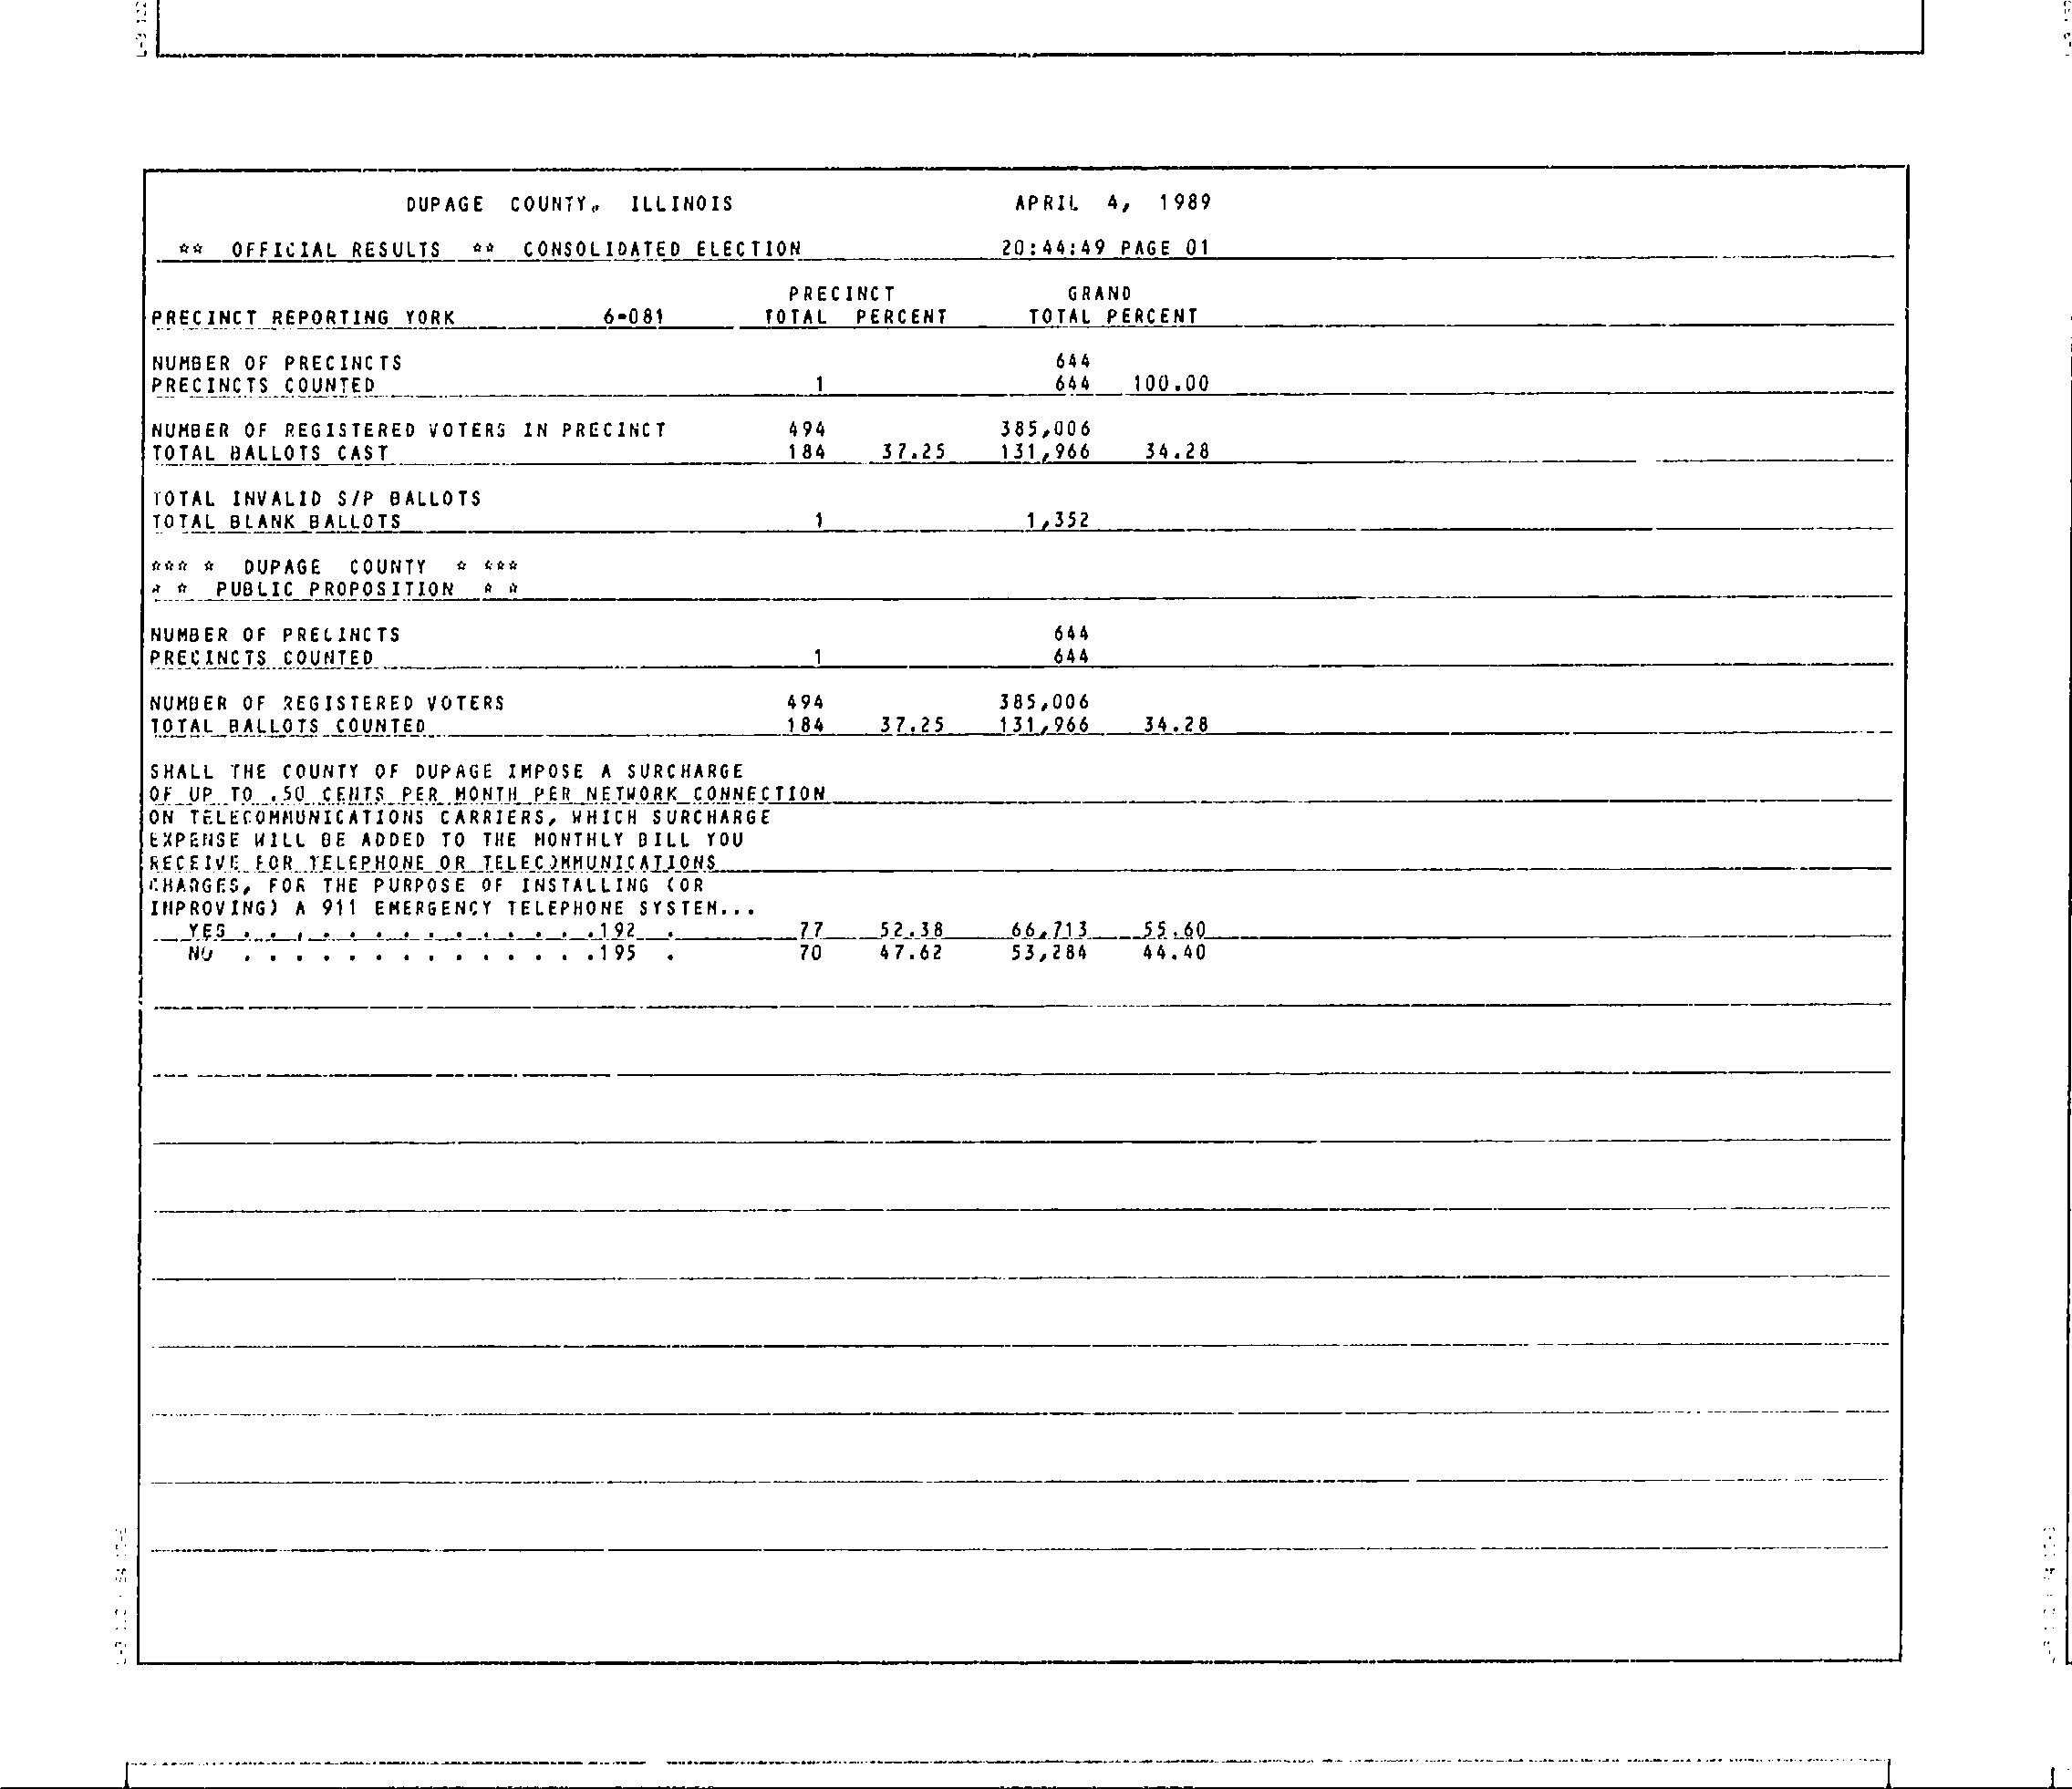 DUPAGE COUNTY, ILLINOIS APRIL 4, 1989
** OFFICIAL RESULTS ** CONSOLIDATED ELECTION 20:44:49 PAGE 01
PRECINCT GRAND
PRECINCT REPORTING YORK 6-081 TOTAL PERCENT TOTAL PERCENT
NUMBER OF PRECINCTS 644
PRECINCTS COUNTED 1 644 100.00
NUMBER OF REGISTERED VOTERS IN PRECINCT 494 385,006
TOTAL BALLOTS CAST 184 37.25 131,966 34.28
TOTAL INVALID S/P BALLOTS
TOTAL BLANK BALLOTS 1 1,352
*** * DUPAGE COUNTY * ***
* * PUBLIC PROPOSITION * *
NUMBER OF PRECINCTS 644
PRECINCTS COUNTED 1 644
NUMBER OF REGISTERED VOTERS 494 385,006
TOTAL BALLOTS COUNTED 184 37.25 131,966 34.28
SHALL THE COUNTY OF DUPAGE IMPOSE A SURCHARGE
OF UP TO .50 CENTS PER MONTH PER NETWORK CONNECTION
ON TELECOMMUNICATIONS CARRIERS, WHICH SURCHARGE
EXPENSE WILL BE ADDED TO THE MONTHLY BILL YOU
RECEIVE FOR TELEPHONE OR TELECOMMUNICATIONS
CHARGES, FOR THE PURPOSE OF INSTALLING (OR
IMPROVING) A 911 EMERGENCY TELEPHONE SYSTEM...
YES . . . . . . . . . . . . . .192 . 77 52.38 66,713 55.60
NO . . . . . . . . . . . . . .195 . 70 47.62 53,284 44.40